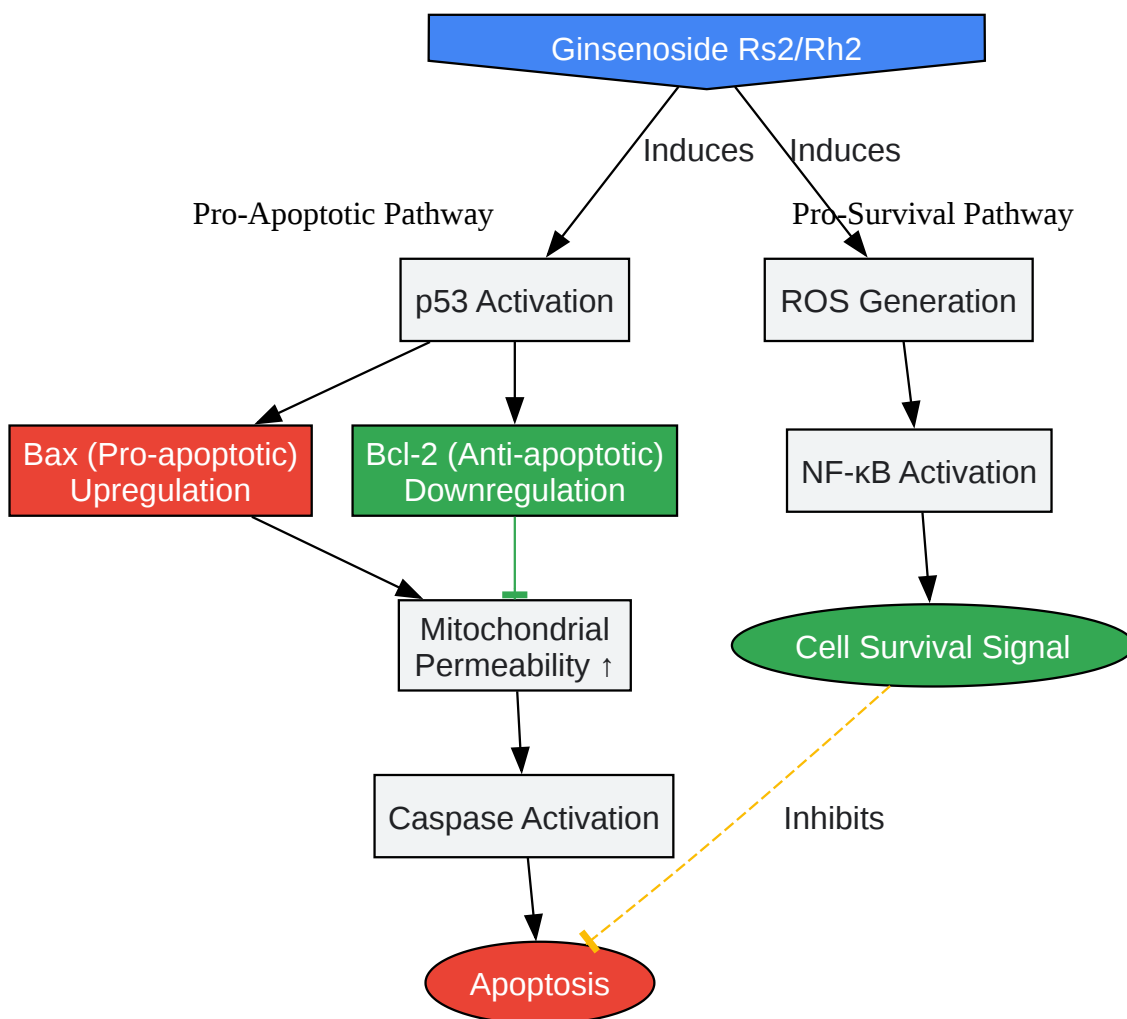 Ginsenoside Rs2/Rh2
Induces
Induces
Pro-Apoptotic Pathway
Pro-Survival Pathway
p53 Activation
ROS Generation
Bax (Pro-apoptotic)
Upregulation
Bcl-2 (Anti-apoptotic)
Downregulation
NF-κB Activation
Mitochondrial
Permeability ↑
Cell Survival Signal
Caspase Activation
Inhibits
Apoptosis